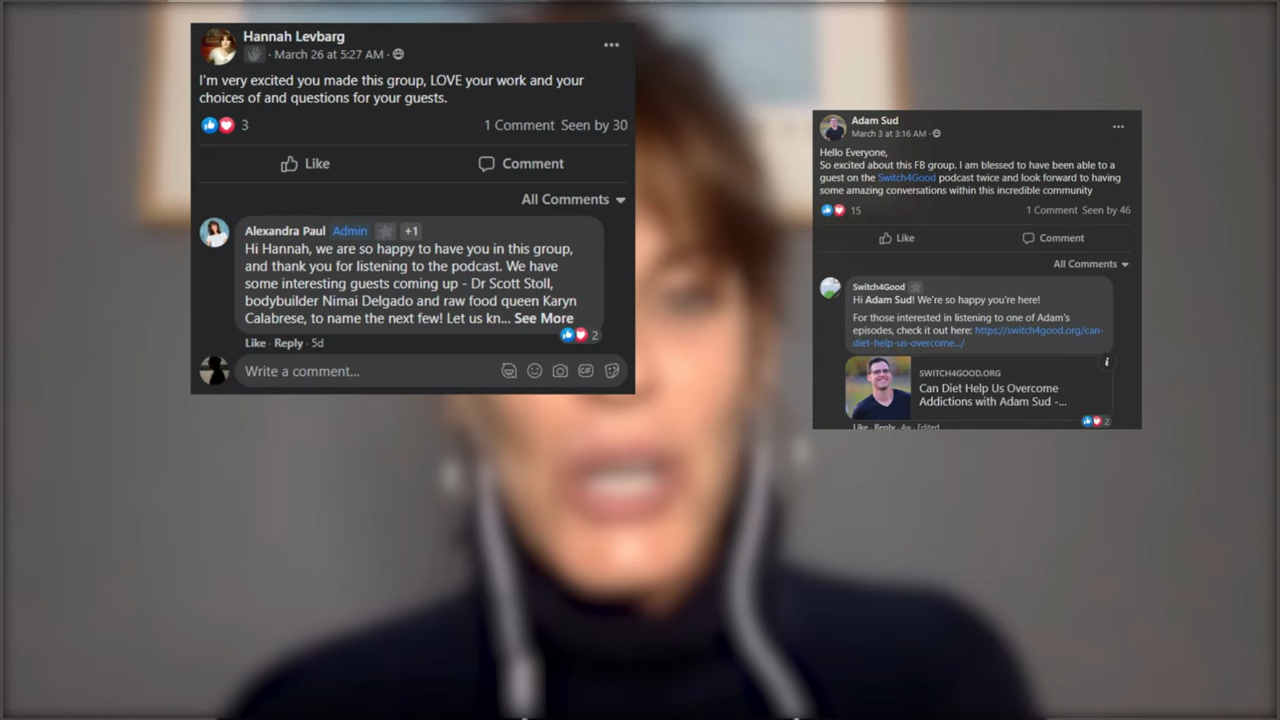 Hannah Levbarg
· March 26 at 5:27 AM ·
I'm very excited you made this group, LOVE your work and your
choices of and questions for your guests.
3
1 Comment Seen by 30
Like
Comment
All Comments
Alexandra Paul Admin +1
Hi Hannah, we are so happy to have you in this group,
and thank you for listening to the podcast. We have
some interesting guests coming up - Dr Scott Stoll,
bodybuilder Nimai Delgado and raw food queen Karyn
Calabrese, to name the next few! Let us kn... See More
2
Like · Reply · 5d
Write a comment...
GIF
Adam Sud
March 3 at 3:16 AM ·
Hello Everyone,
So excited about this FB group. I am blessed to have been able to a
guest on the Switch4Good podcast twice and look forward to having
some amazing conversations within this incredible community
15
1 Comment Seen by 46
Like
Comment
All Comments
Switch4Good
Hi Adam Sud! We're so happy you're here!
For those interested in listening to one of Adam's
episodes, check it out here: https://switch4good.org/can-
diet-help-us-overcome.../
SWITCH4GOOD.ORG
Can Diet Help Us Overcome
Addictions with Adam Sud -...
2
Like · Reply · 4w · Edited